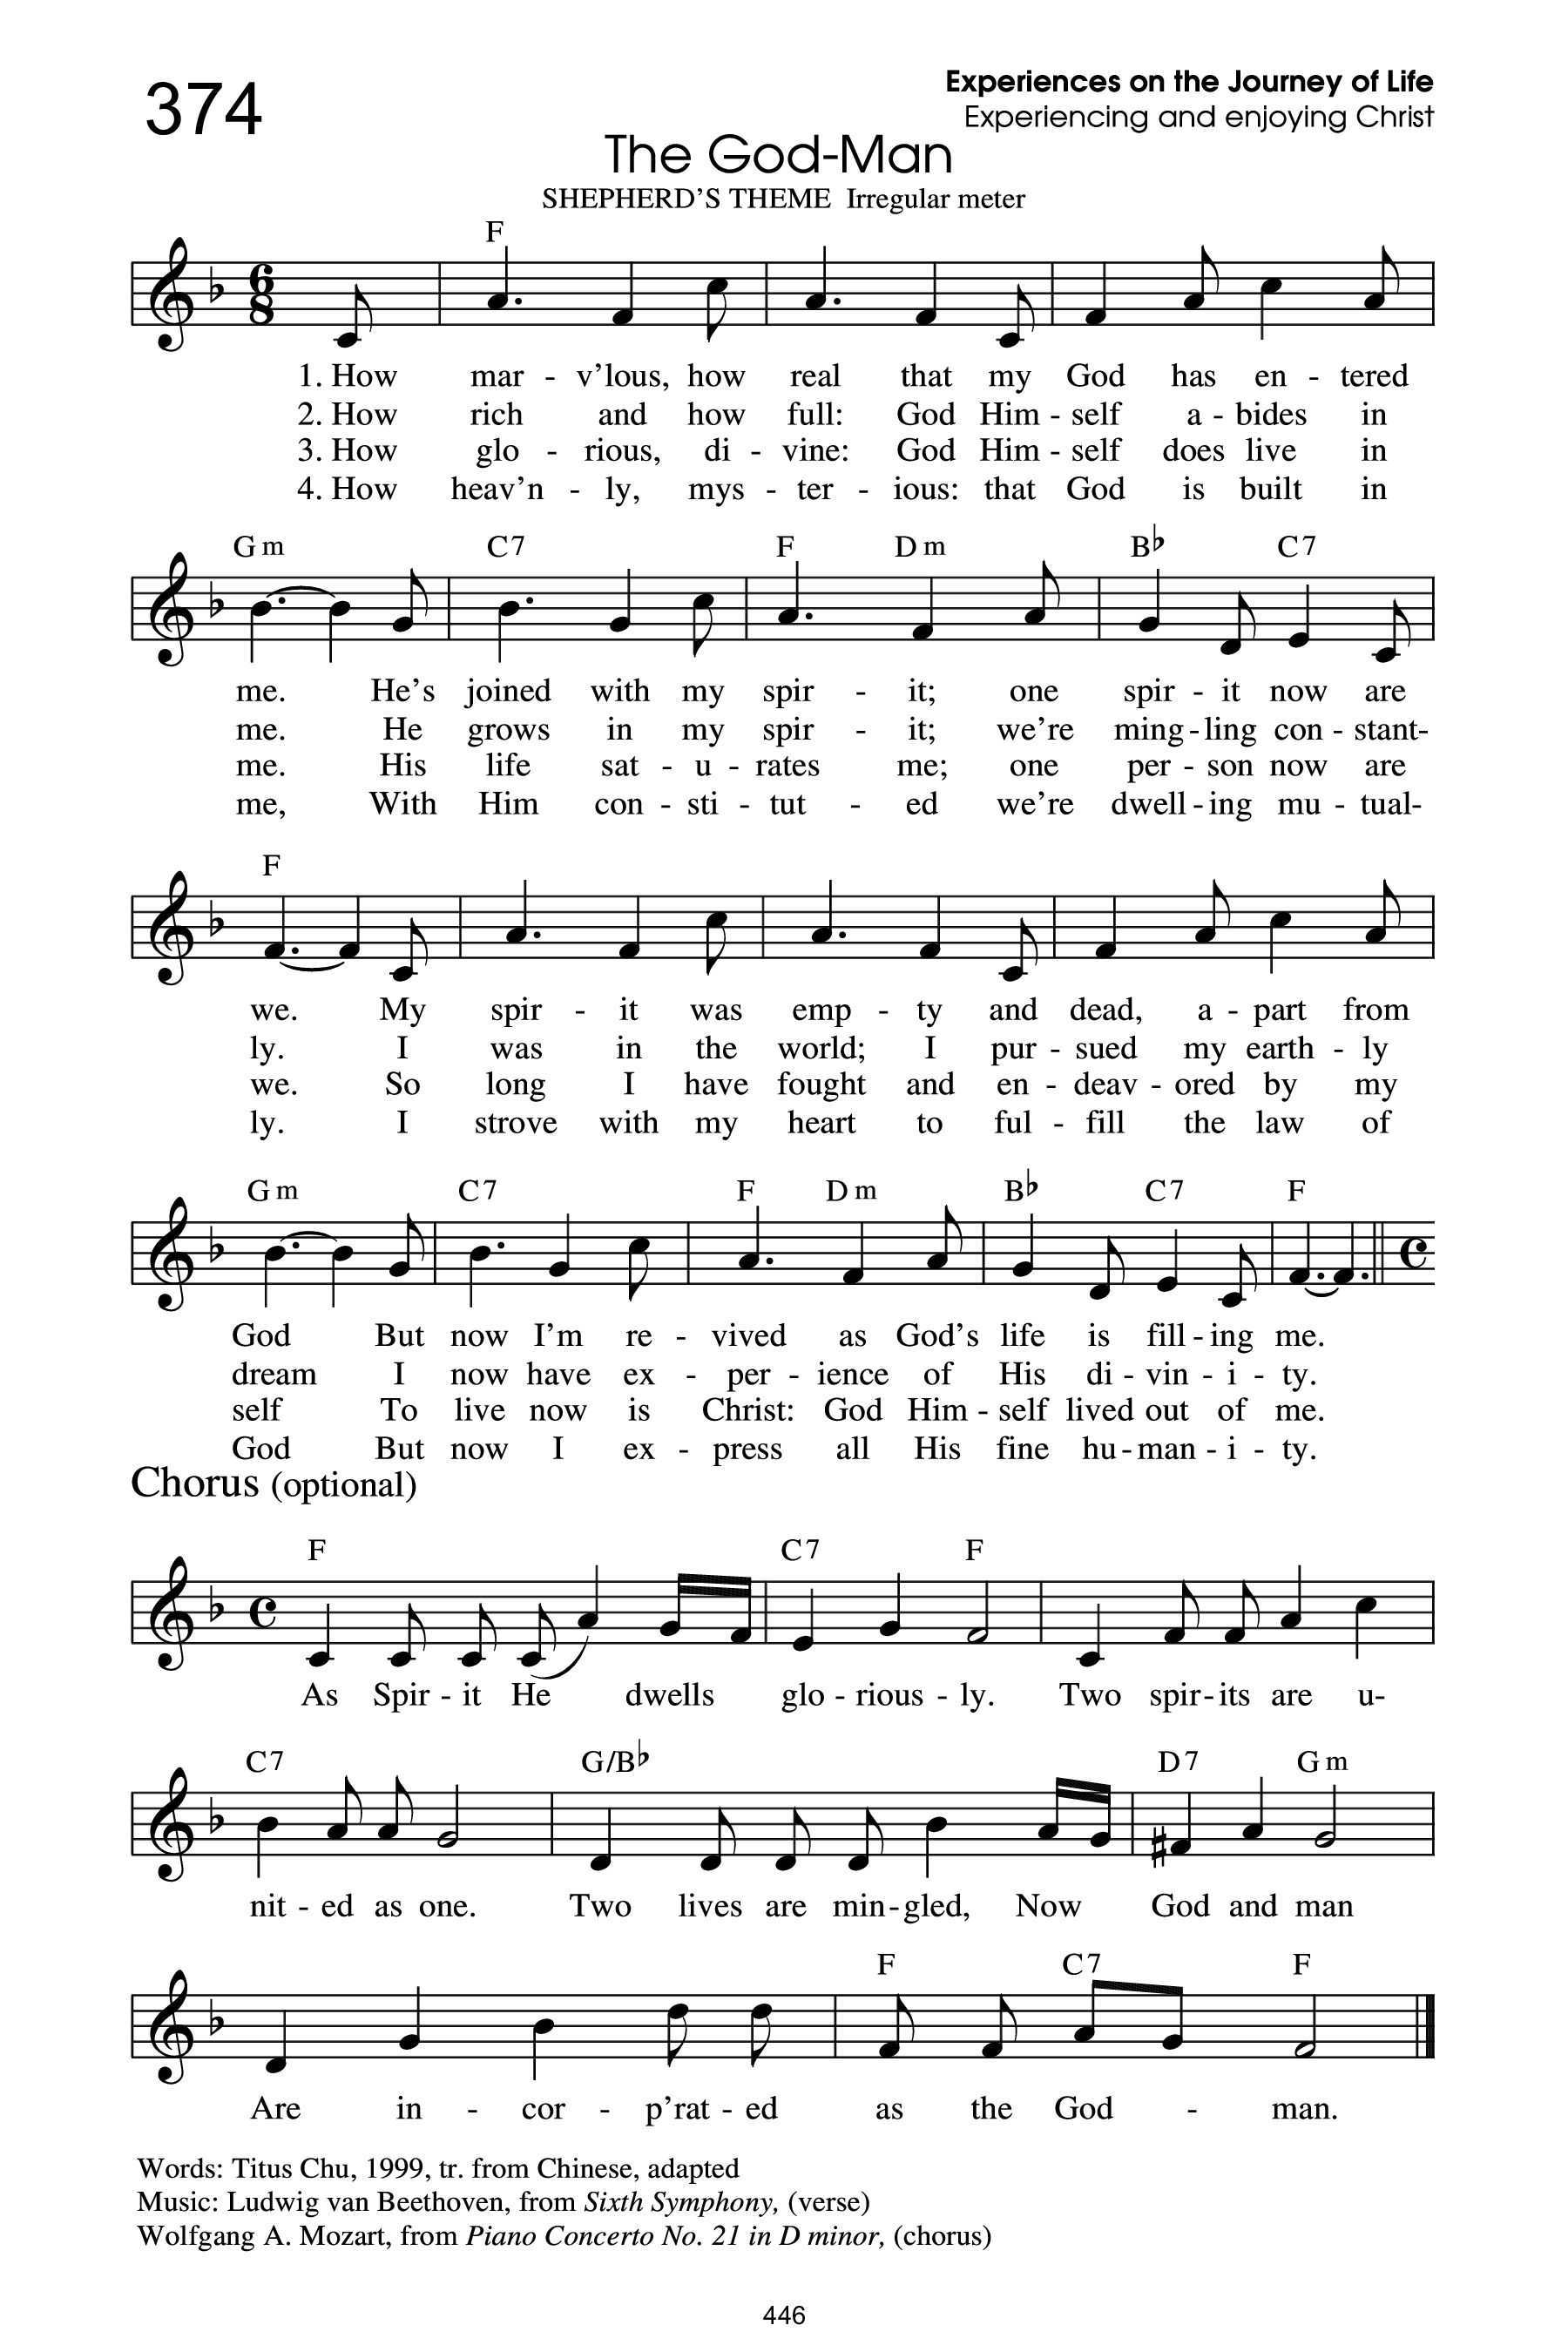 374
Experiences on the Journey of Life
Experiencing and enjoying Christ
The God-Man
SHEPHERD'S THEME Irregular meter
F
1. How mar - v'lous, how real that my God has en - tered
2. How rich and how full: God Him - self a - bides in
3. How glo - rious, di - vine: God Him - self does live in
4. How heav'n - ly, mys - ter - ious: that God is built in
Gm C7 F Dm B♭ C7
me. He's joined with my spir - it; one spir - it now are
me. He grows in my spir - it; we're ming - ling con - stant-
me. His life sat - u - rates me; one per - son now are
me, With Him con - sti - tut - ed we're dwell - ing mu - tual-
F
we. My spir - it was emp - ty and dead, a - part from
ly. I was in the world; I pur - sued my earth - ly
we. So long I have fought and en - deav - ored by my
ly. I strove with my heart to ful - fill the law of
Gm C7 F Dm B♭ C7 F
God But now I'm re - vived as God's life is fill - ing me.
dream I now have ex - per - ience of His di - vin - i - ty.
self To live now is Christ: God Him - self lived out of me.
God But now I ex - press all His fine hu - man - i - ty.
Chorus (optional)
F C7 F
As Spir - it He dwells glo - rious - ly. Two spir - its are u-
C7 G/B♭ D7 Gm
nit - ed as one. Two lives are min - gled, Now God and man
F C7 F
Are in - cor - p'rat - ed as the God - man.
Words: Titus Chu, 1999, tr. from Chinese, adapted
Music: Ludwig van Beethoven, from Sixth Symphony, (verse)
Wolfgang A. Mozart, from Piano Concerto No. 21 in D minor, (chorus)
446